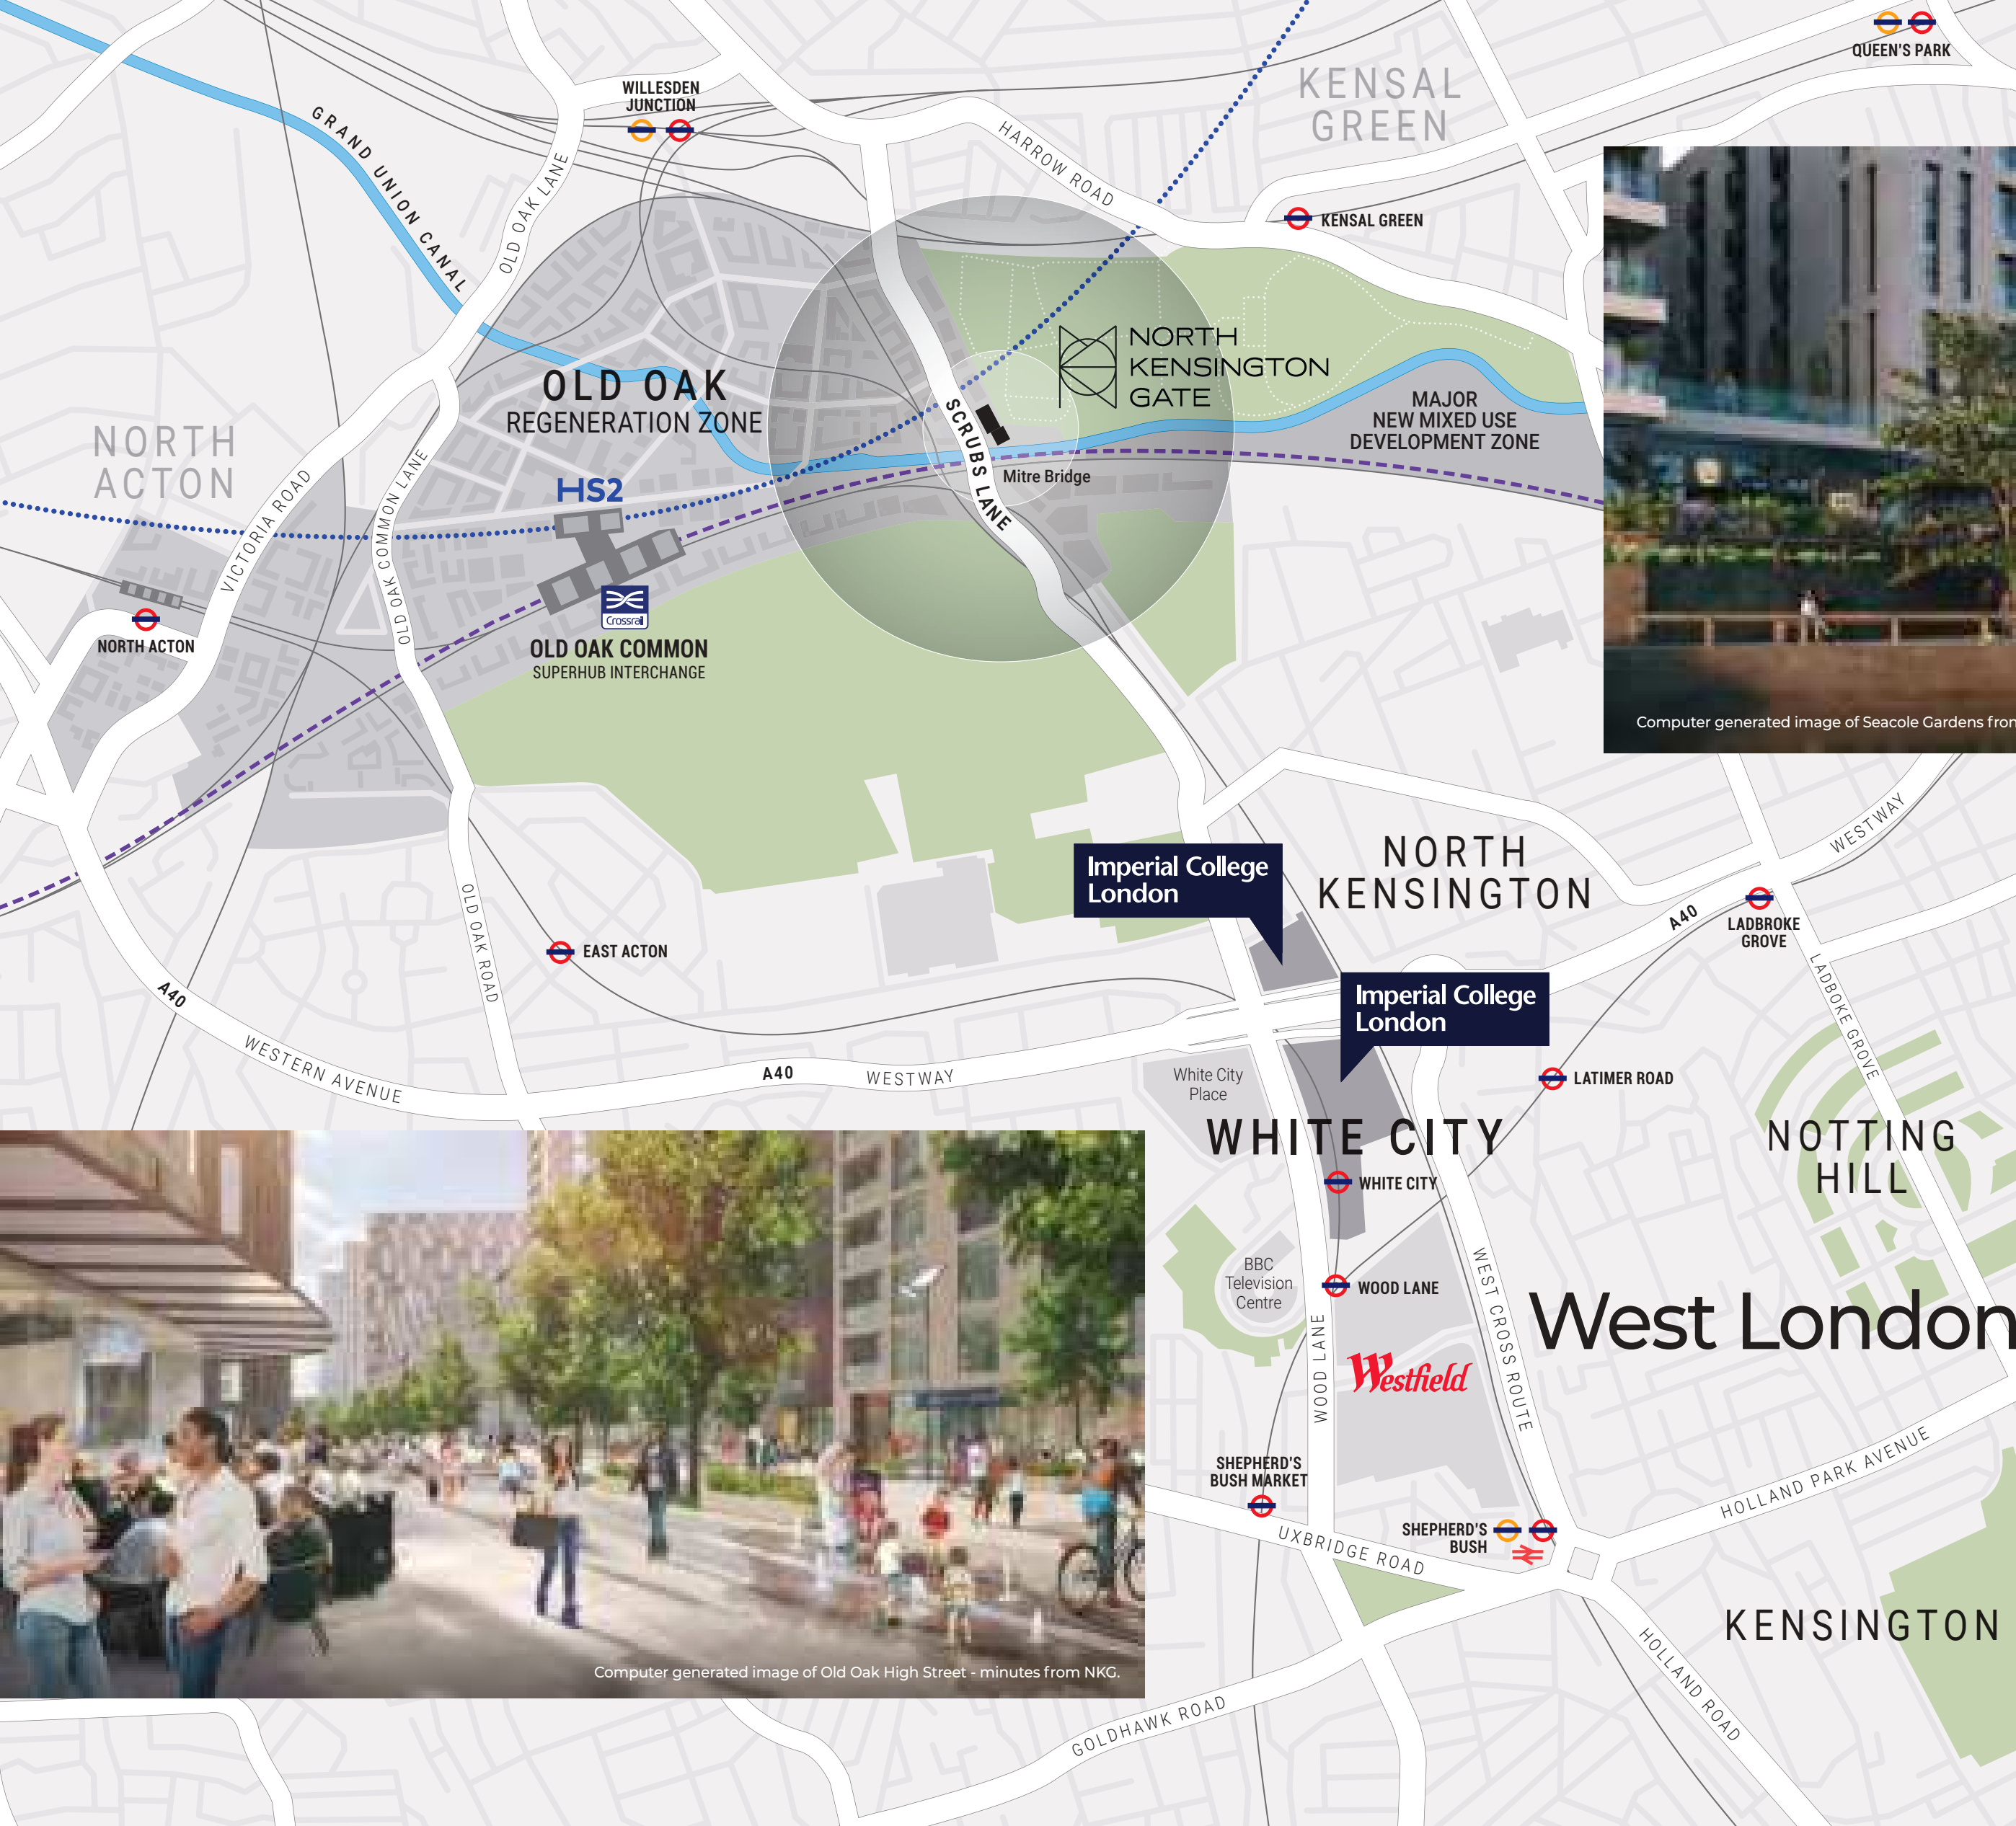 QUEEN'S PARK
WILLESDEN
JUNCTION
KENSAL
GREEN
GRAND UNION CANAL
OLD OAK LANE
HARROW ROAD
KENSAL GREEN
NORTH
KENSINGTON
GATE
OLD OAK
REGENERATION ZONE
SCRUBS LANE
MAJOR
NEW MIXED USE
DEVELOPMENT ZONE
NORTH
ACTON
Mitre Bridge
HS2
VICTORIA ROAD
OLD OAK COMMON LANE
Crossrail
NORTH ACTON
OLD OAK COMMON
SUPERHUB INTERCHANGE
Computer generated image of Seacole Gardens from
WESTWAY
NORTH
KENSINGTON
Imperial College
London
A40
LADBROKE
GROVE
OLD OAK ROAD
EAST ACTON
A40
Imperial College
London
LADBOKE GROVE
WESTERN AVENUE
A40
WESTWAY
White City
Place
LATIMER ROAD
WHITE CITY
NOTTING
HILL
WHITE CITY
BBC
Television
Centre
WOOD LANE
WEST CROSS ROUTE
West London
WOOD LANE
Westfield
SHEPHERD'S
BUSH MARKET
HOLLAND PARK AVENUE
UXBRIDGE ROAD
SHEPHERD'S
BUSH
KENSINGTON
HOLLAND ROAD
Computer generated image of Old Oak High Street - minutes from NKG.
GOLDHAWK ROAD